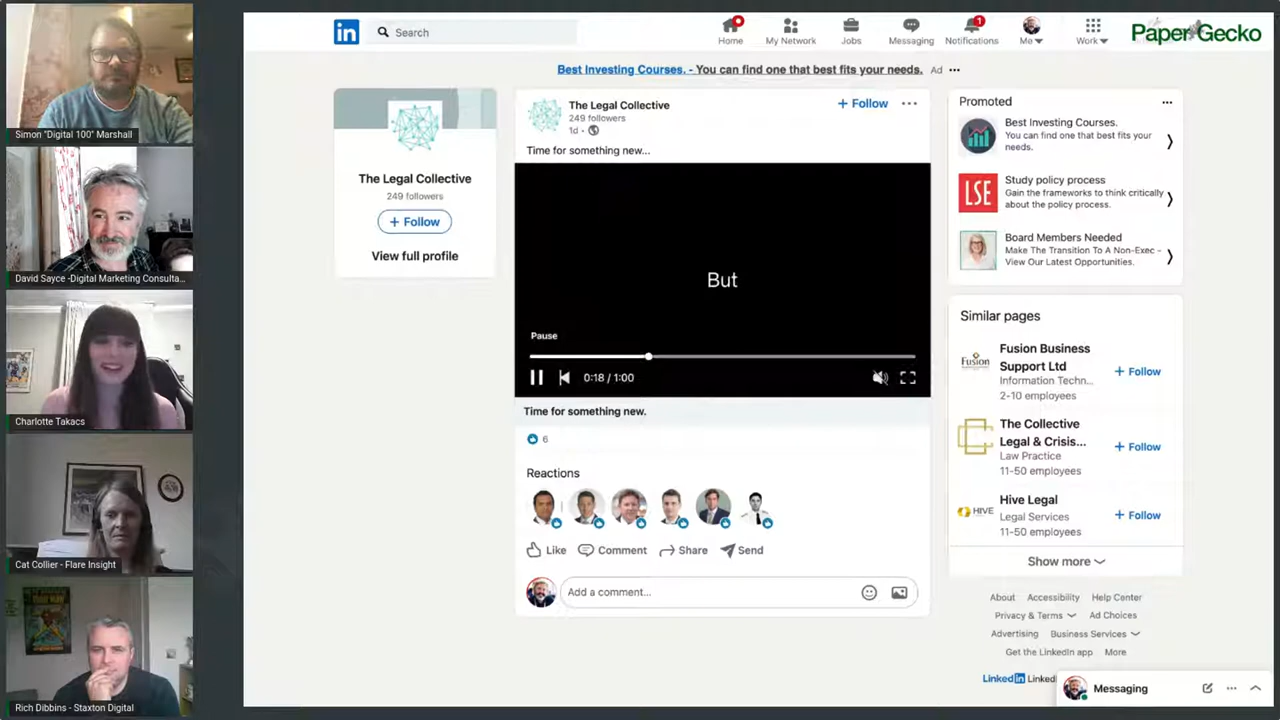 Simon "Digital 100" Marshall
David Sayce -Digital Marketing Consulta...
Charlotte Takacs
Cat Collier - Flare Insight
Rich Dibbins - Staxton Digital
in
Search
Home
My Network
Jobs
Messaging
1
Notifications
Me
Work
Paper Gecko
Best Investing Courses. - You can find one that best fits your needs. Ad ...
The Legal Collective
249 followers
+ Follow
View full profile
The Legal Collective
249 followers
1d •
+ Follow
Time for something new...
But
Pause
0:18 / 1:00
Time for something new.
6
Reactions
Like
Comment
Share
Send
Add a comment...
Promoted
Best Investing Courses.
You can find one that best fits your
needs.
LSE
Study policy process
Gain the frameworks to think critically
about the policy process.
Board Members Needed
Make The Transition To A Non-Exec -
View Our Latest Opportunities.
Similar pages
Fusion
Fusion Business
Support Ltd
Information Techn...
2-10 employees
+ Follow
The Collective
Legal & Crisis...
Law Practice
11-50 employees
+ Follow
HIVE
Hive Legal
Legal Services
11-50 employees
+ Follow
Show more
About Accessibility Help Center
Privacy & Terms Ad Choices
Advertising Business Services
Get the LinkedIn app More
Linked in Linked
Messaging